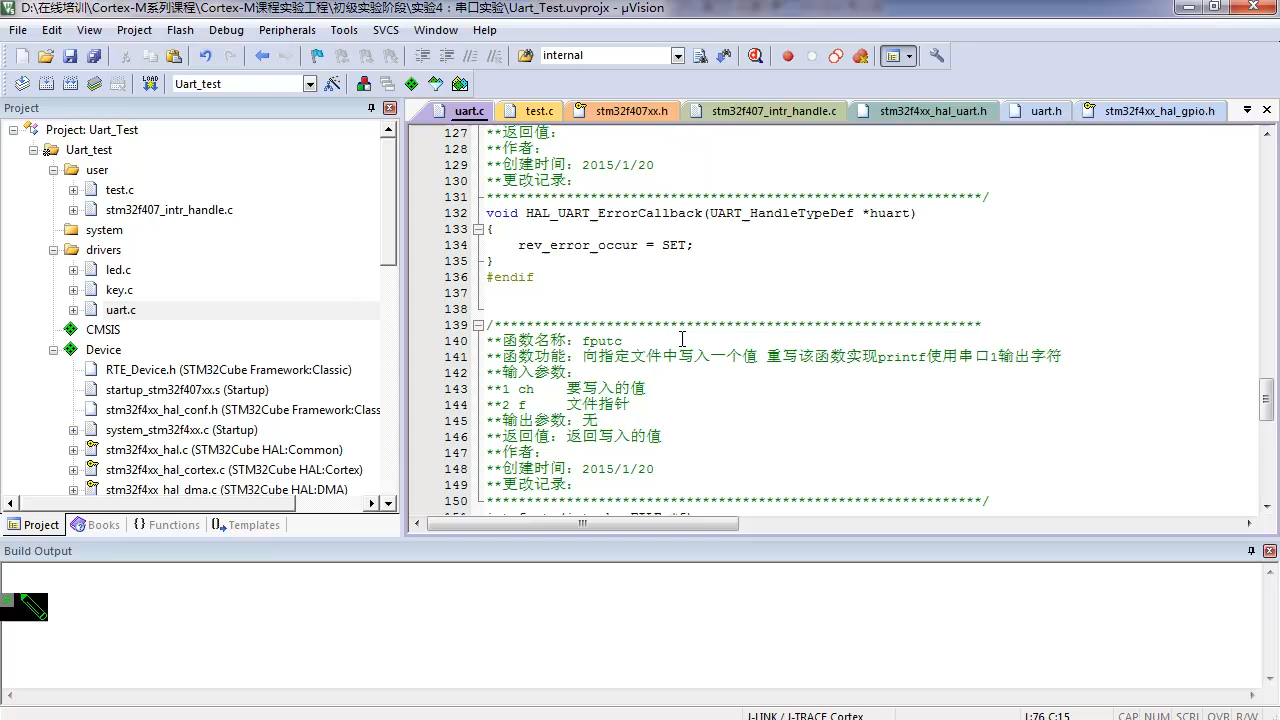 D:\在线培训\Cortex-M系列课程\Cortex-M课程实验工程\初级实验阶段\实验4：串口实验\Uart_Test.uvprojx - µVision
File Edit View Project Flash Debug Peripherals Tools SVCS Window Help
internal
LOAD Uart_test
Project
uart.c test.c stm32f407xx.h stm32f407_intr_handle.c stm32f4xx_hal_uart.h uart.h stm32f4xx_hal_gpio.h
Project: Uart_Test
Uart_test
user
test.c
stm32f407_intr_handle.c
system
drivers
led.c
key.c
uart.c
CMSIS
Device
RTE_Device.h (STM32Cube Framework:Classic)
startup_stm32f407xx.s (Startup)
stm32f4xx_hal_conf.h (STM32Cube Framework:Class
system_stm32f4xx.c (Startup)
stm32f4xx_hal.c (STM32Cube HAL:Common)
stm32f4xx_hal_cortex.c (STM32Cube HAL:Cortex)
stm32f4xx_hal_dma.c (STM32Cube HAL:DMA)
Project Books {} Functions Templates
127 **返回值：
128 **作者：
129 **创建时间：2015/1/20
130 **更改记录：
131 **************************************************************/
132 void HAL_UART_ErrorCallback(UART_HandleTypeDef *huart)
133 {
134 rev_error_occur = SET;
135 }
136 #endif
137
138
139 /*************************************************************
140 **函数名称：fputc
141 **函数功能：向指定文件中写入一个值 重写该函数实现printf使用串口1输出字符
142 **输入参数：
143 **1 ch 要写入的值
144 **2 f 文件指针
145 **输出参数：无
146 **返回值：返回写入的值
147 **作者：
148 **创建时间：2015/1/20
149 **更改记录：
150 **************************************************************/
Build Output
J-LINK / J-TRACE Cortex L:76 C:15 CAP NUM SCRL OVR R/W